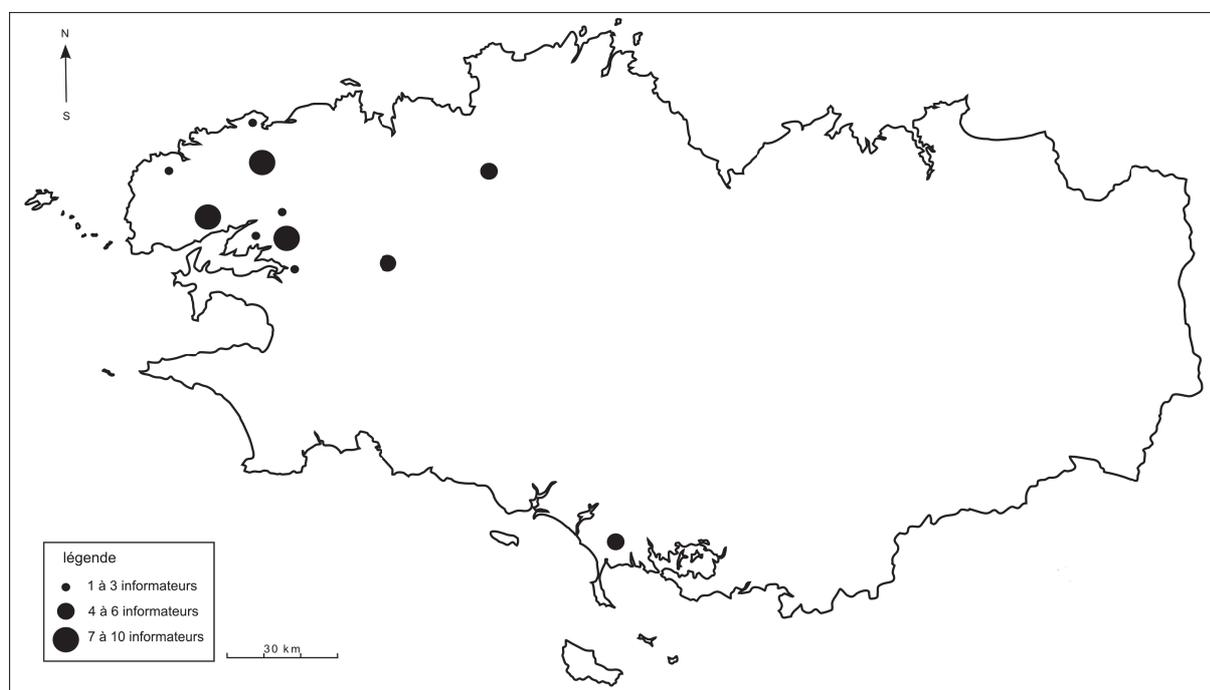 N
S
légende
1 à 3 informateurs
4 à 6 informateurs
7 à 10 informateurs
30 km